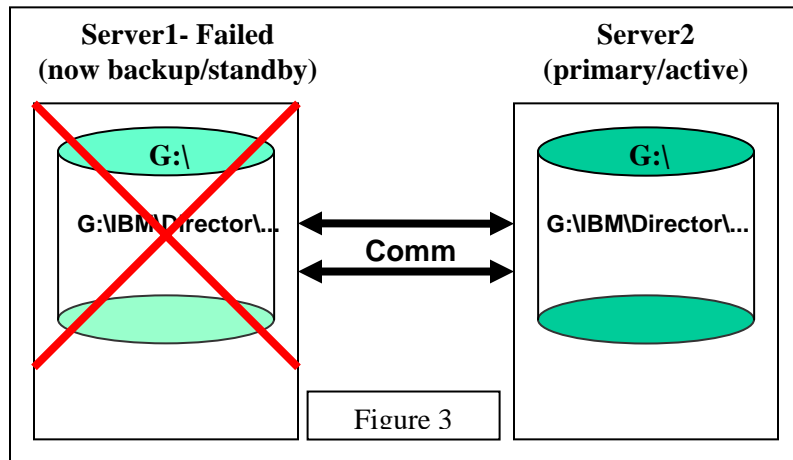 Server1- Failed
(now backup/standby)
Server2
(primary/active)
G:\
G:\IBM\Director\...
Comm
G:\
G:\IBM\Director\...
Figure 3